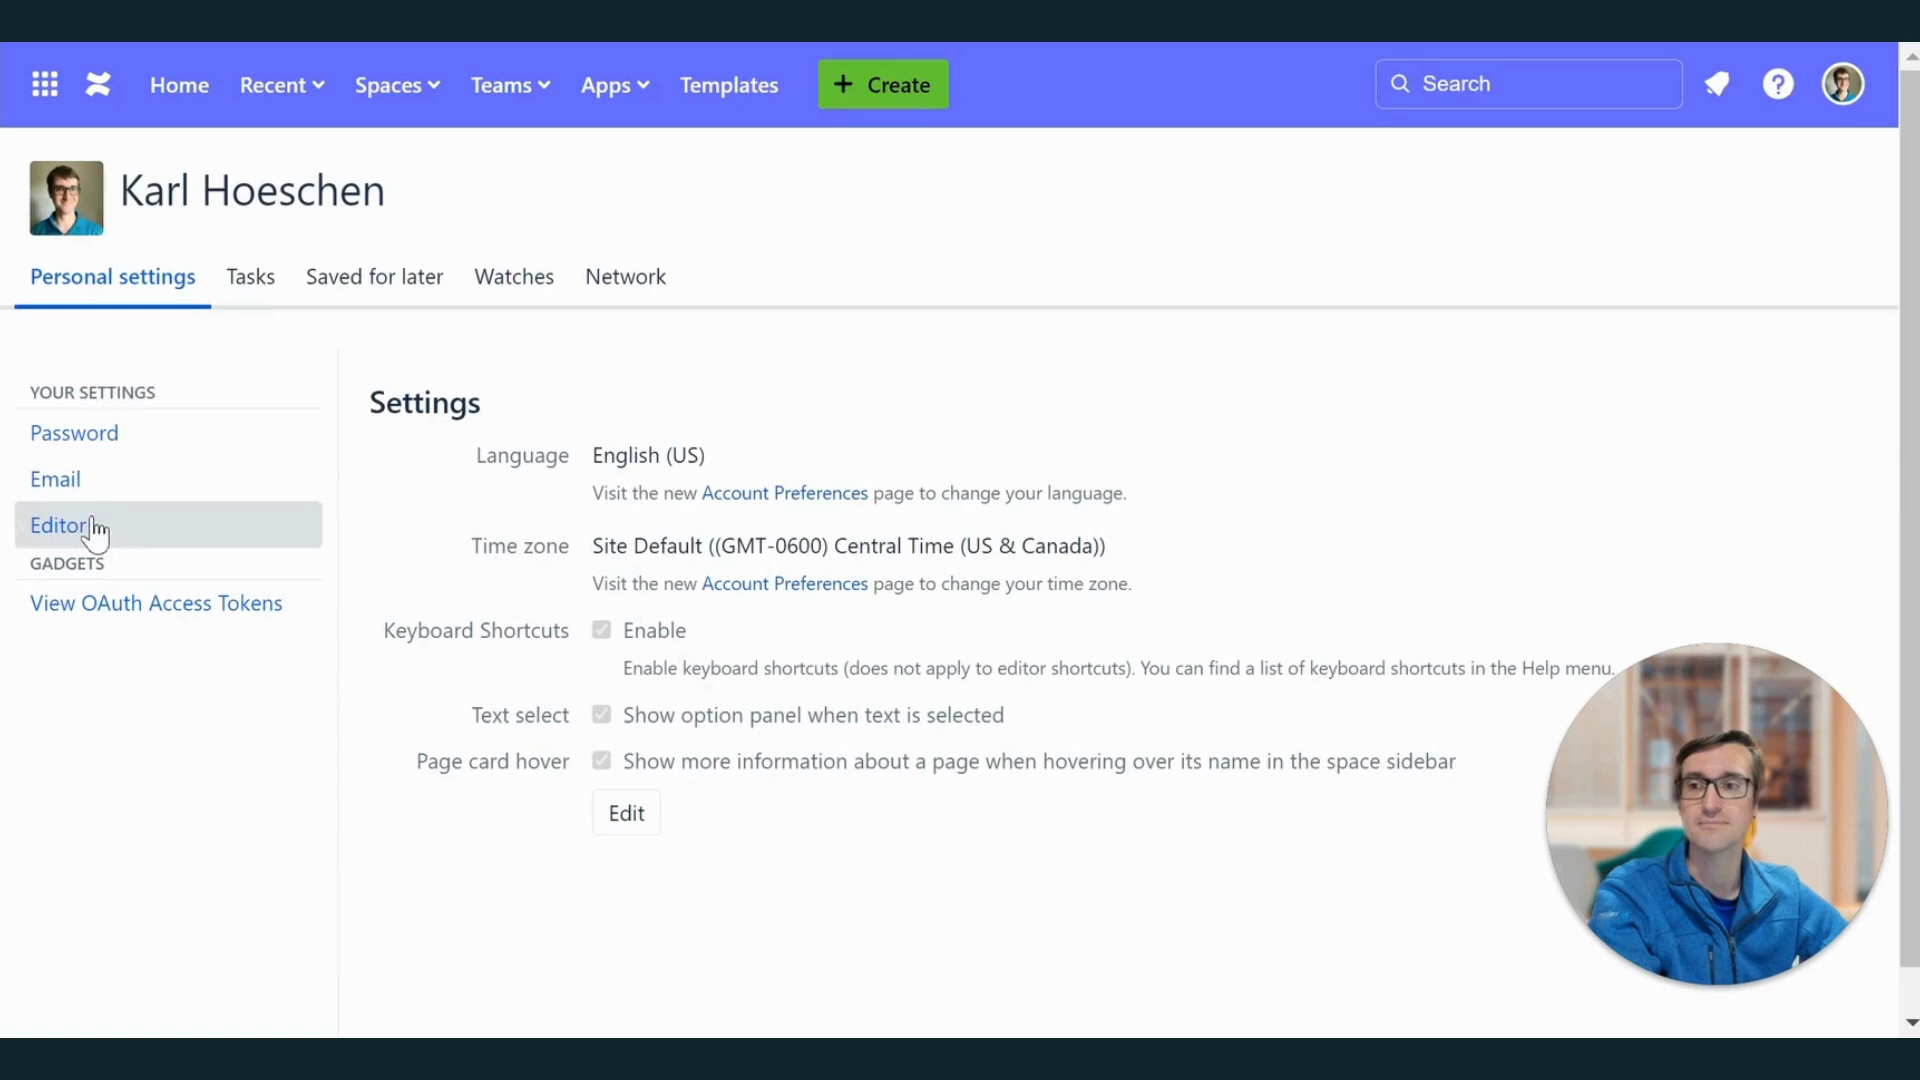 Home Recent Spaces Teams Apps Templates + Create Search ?
Karl Hoeschen
Personal settings Tasks Saved for later Watches Network
YOUR SETTINGS
Password
Email
Editor
GADGETS
View OAuth Access Tokens
Settings
Language English (US)
Visit the new Account Preferences page to change your language.
Time zone Site Default ((GMT-0600) Central Time (US & Canada))
Visit the new Account Preferences page to change your time zone.
Keyboard Shortcuts Enable
Enable keyboard shortcuts (does not apply to editor shortcuts). You can find a list of keyboard shortcuts in the Help menu.
Text select Show option panel when text is selected
Page card hover Show more information about a page when hovering over its name in the space sidebar
Edit